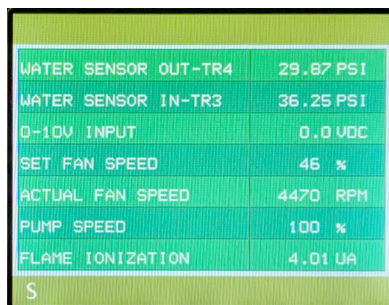 WATER SENSOR OUT-TR4 29.87 PSI
WATER SENSOR IN-TR3 36.25 PSI
0-10V INPUT 0.0 VDC
SET FAN SPEED 46 %
ACTUAL FAN SPEED 4470 RPM
PUMP SPEED 100 %
FLAME IONIZATION 4.01 UA
S